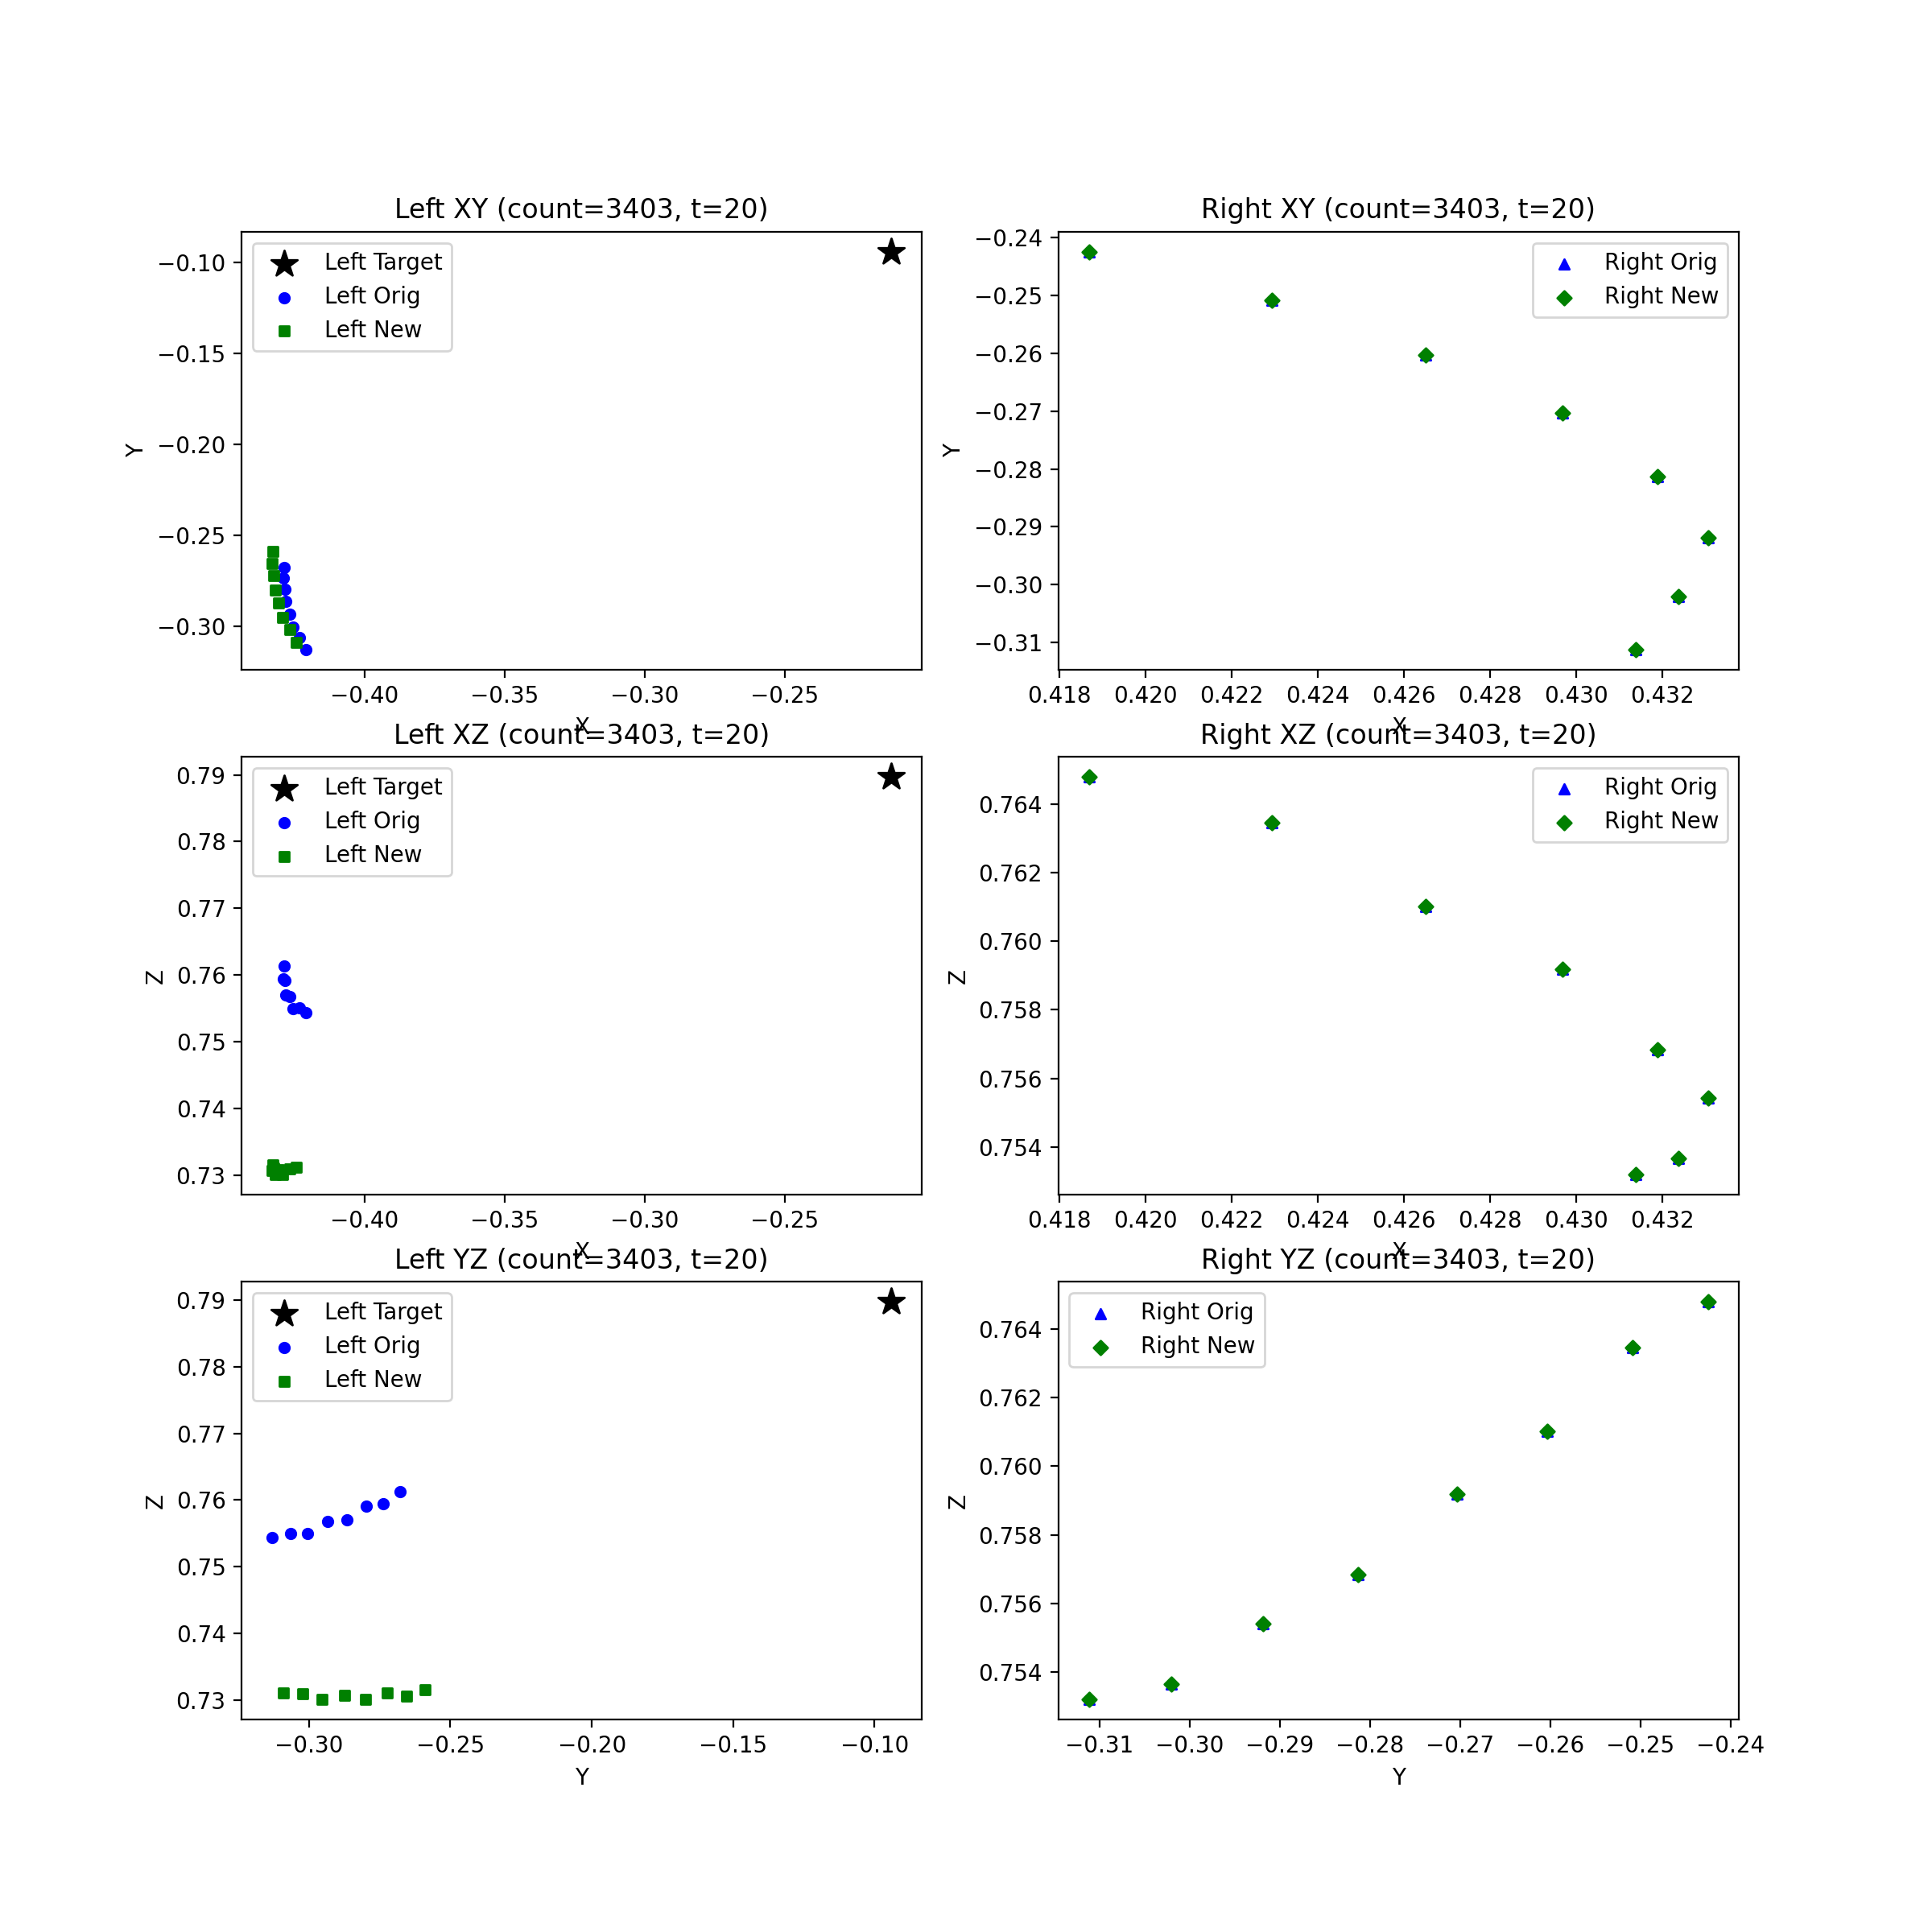 Left XY (count=3403, t=20)
Left Target
Left Orig
Left New
−0.10
−0.15
−0.20
−0.25
−0.30
Y
−0.40
−0.35
−0.30
−0.25
X
Right XY (count=3403, t=20)
Right Orig
Right New
−0.24
−0.25
−0.26
−0.27
−0.28
−0.29
−0.30
−0.31
Y
0.418
0.420
0.422
0.424
0.426
0.428
0.430
0.432
X
Left XZ (count=3403, t=20)
Left Target
Left Orig
Left New
0.79
0.78
0.77
0.76
0.75
0.74
0.73
Z
−0.40
−0.35
−0.30
−0.25
X
Right XZ (count=3403, t=20)
Right Orig
Right New
0.764
0.762
0.760
0.758
0.756
0.754
Z
0.418
0.420
0.422
0.424
0.426
0.428
0.430
0.432
X
Left YZ (count=3403, t=20)
Left Target
Left Orig
Left New
0.79
0.78
0.77
0.76
0.75
0.74
0.73
Z
−0.30
−0.25
−0.20
−0.15
−0.10
Y
Right YZ (count=3403, t=20)
Right Orig
Right New
0.764
0.762
0.760
0.758
0.756
0.754
Z
−0.31
−0.30
−0.29
−0.28
−0.27
−0.26
−0.25
−0.24
Y